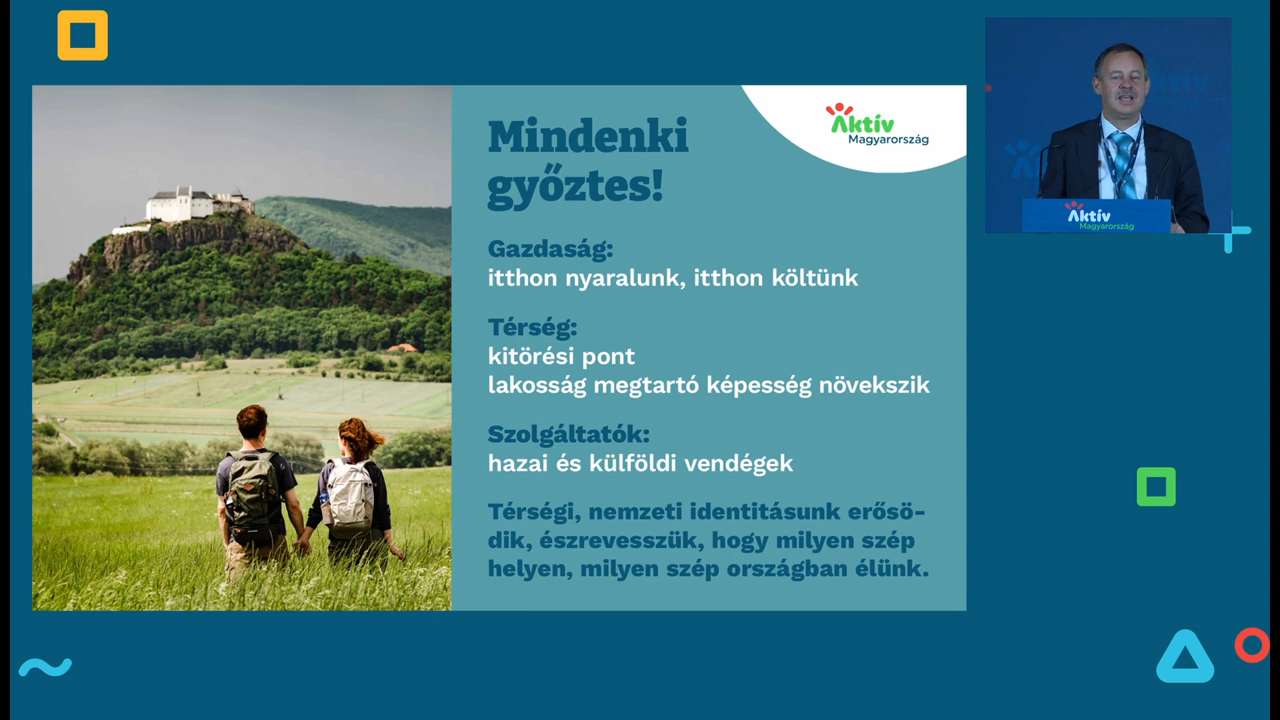 Mindenki
győztes!
Aktív
Magyarország
Gazdaság:
itthon nyaralunk, itthon költünk
Térség:
kitörési pont
lakosság megtartó képesség növekszik
Szolgáltatók:
hazai és külföldi vendégek
Térségi, nemzeti identitásunk erősö-
dik, észrevesszük, hogy milyen szép
helyen, milyen szép országban élünk.
Aktív
Magyarország